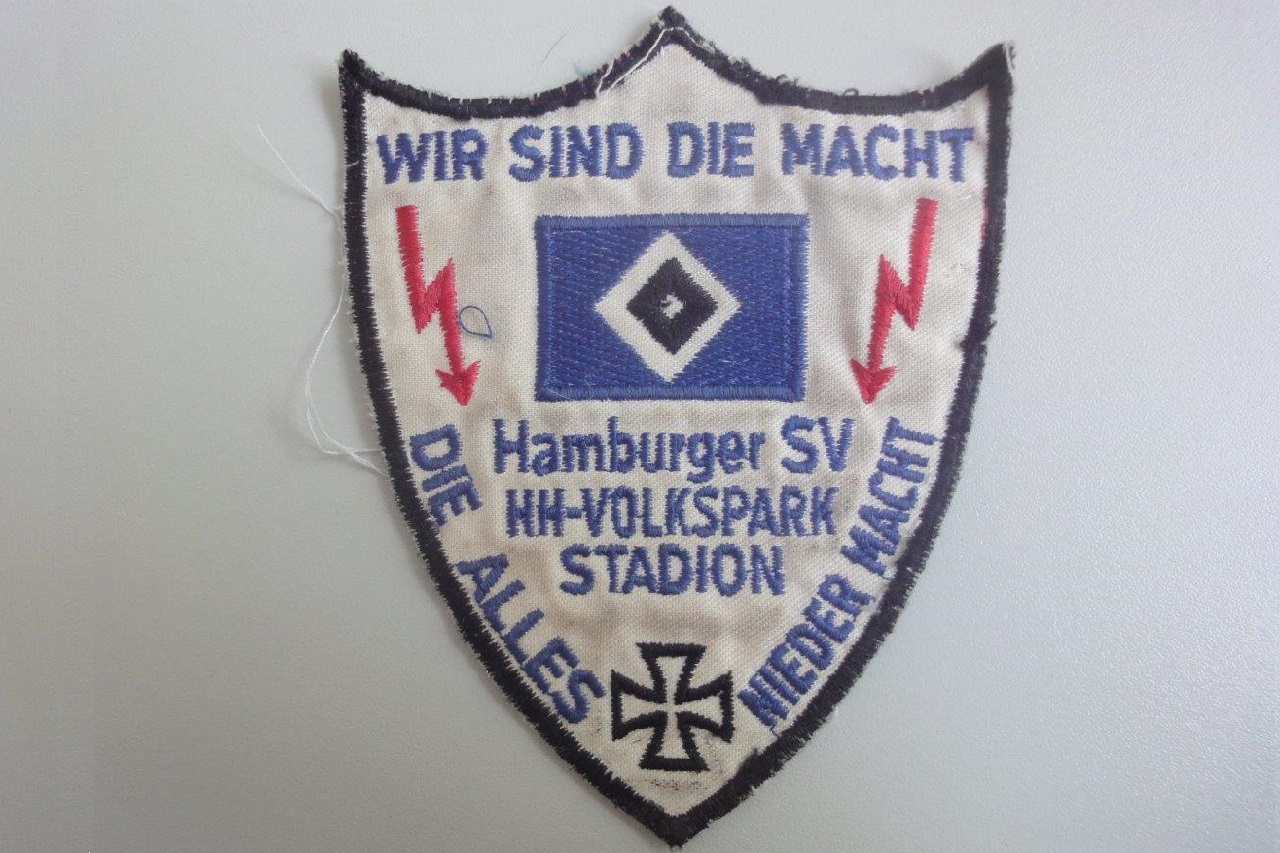 WIR SIND DIE MACHT
Hamburger SV
HH-VOLKSPARK
STADION
DIE ALLES
NIEDER MACHT